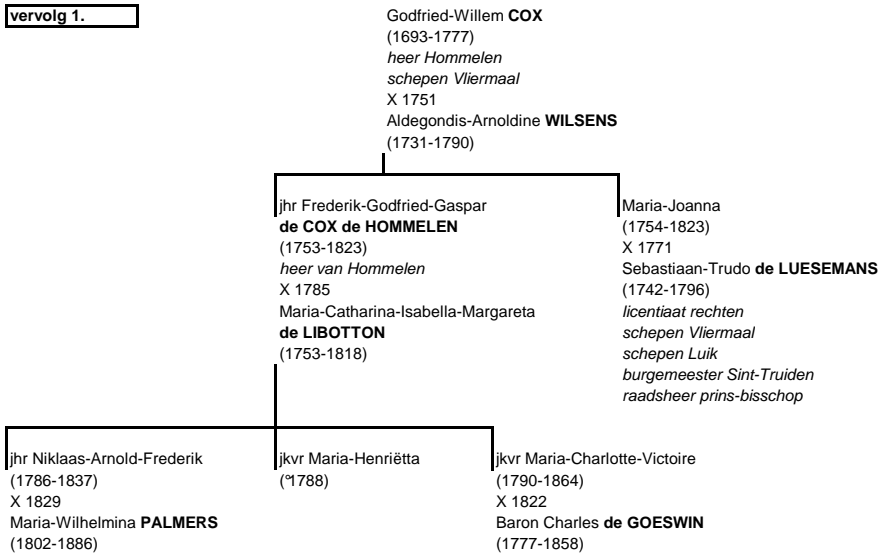 vervolg 1.
Godfried-Willem COX
(1693-1777)
heer Hommelen
schepen Vliermaal
X 1751
Aldegondis-Arnoldine WILSENS
(1731-1790)
jhr Frederik-Godfried-Gaspar
de COX de HOMMELEN
(1753-1823)
heer van Hommelen
X 1785
Maria-Catharina-Isabella-Margareta
de LIBOTTON
(1753-1818)
Maria-Joanna
(1754-1823)
X 1771
Sebastiaan-Trudo de LUESEMANS
(1742-1796)
licentiaat rechten
schepen Vliermaal
schepen Luik
burgemeester Sint-Truiden
raadsheer prins-bisschop
jhr Niklaas-Arnold-Frederik
(1786-1837)
X 1829
Maria-Wilhelmina PALMERS
(1802-1886)
jkvr Maria-Henriëtta
(°1788)
jkvr Maria-Charlotte-Victoire
(1790-1864)
X 1822
Baron Charles de GOESWIN
(1777-1858)